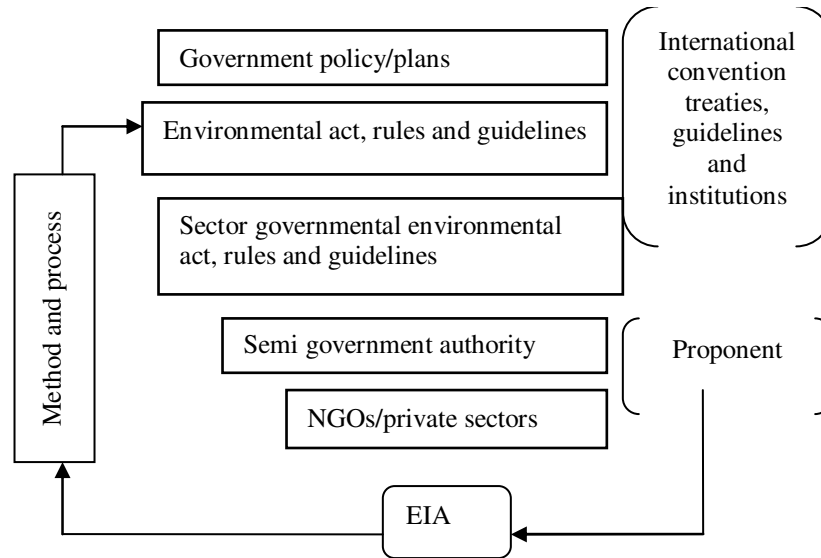 Government policy/plans
Environmental act, rules and guidelines
Sector governmental environmental
act, rules and guidelines
Semi government authority
NGOs/private sectors
International
convention
treaties,
guidelines
and
institutions
Proponent
Method and process
EIA